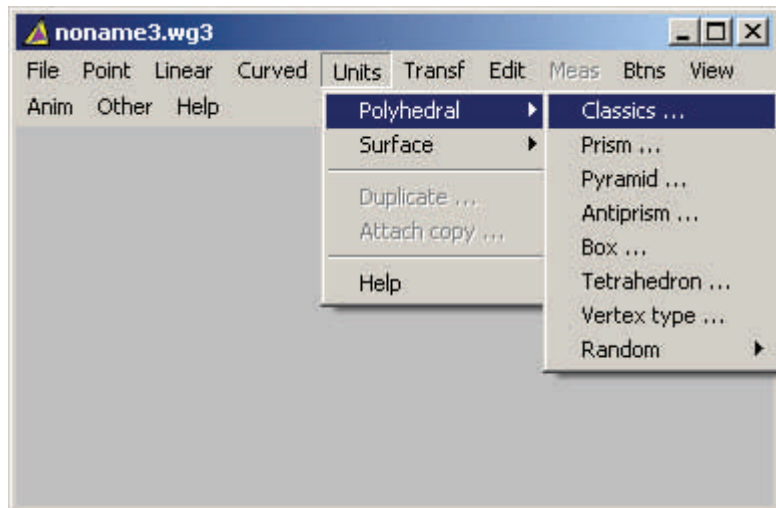 noname3.wg3
File Point Linear Curved Units Transf Edit Meas Btns View
Anim Other Help
Polyhedral
Surface
Duplicate ...
Attach copy ...
Help
Classics ...
Prism ...
Pyramid ...
Antiprism ...
Box ...
Tetrahedron ...
Vertex type ...
Random